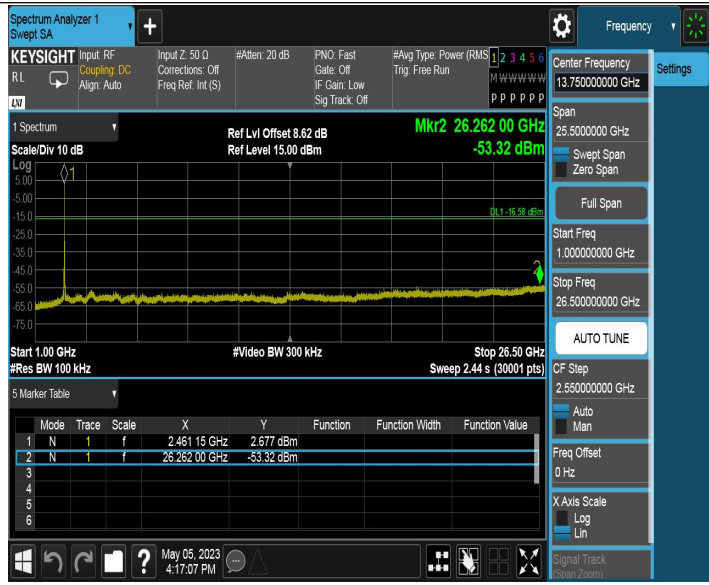 Spectrum Analyzer 1
Swept SA
+
Frequency
KEYSIGHT
RL
LXI
Input: RF
Coupling: DC
Align: Auto
Input Z: 50 Ω
Corrections: Off
Freq Ref: Int (S)
#Atten: 20 dB
PNO: Fast
Gate: Off
IF Gain: Low
Sig Track: Off
#Avg Type: Power (RMS
Trig: Free Run
1 2 3 4 5 6
M W W W W W
P P P P P P
Center Frequency
13.750000000 GHz
Settings
Span
25.5000000 GHz
Swept Span
Zero Span
Full Span
Start Freq
1.000000000 GHz
Stop Freq
26.500000000 GHz
AUTO TUNE
CF Step
2.550000000 GHz
Auto
Man
Freq Offset
0 Hz
X Axis Scale
Log
Lin
Signal Track
(Span Zoom)
1 Spectrum
Scale/Div 10 dB
Ref Lvl Offset 8.62 dB
Ref Level 15.00 dBm
Mkr2 26.262 00 GHz
-53.32 dBm
Log
1
5.00
-5.00
-15.0
DL1 -16.58 dBm
-25.0
-35.0
-45.0
2
-55.0
-65.0
-75.0
Start 1.00 GHz
#Res BW 100 kHz
#Video BW 300 kHz
Stop 26.50 GHz
Sweep 2.44 s (30001 pts)
5 Marker Table
Mode Trace Scale X Y Function Function Width Function Value
1 N 1 f 2.461 15 GHz 2.677 dBm
2 N 1 f 26.262 00 GHz -53.32 dBm
3
4
5
6
?
May 05, 2023
4:17:07 PM